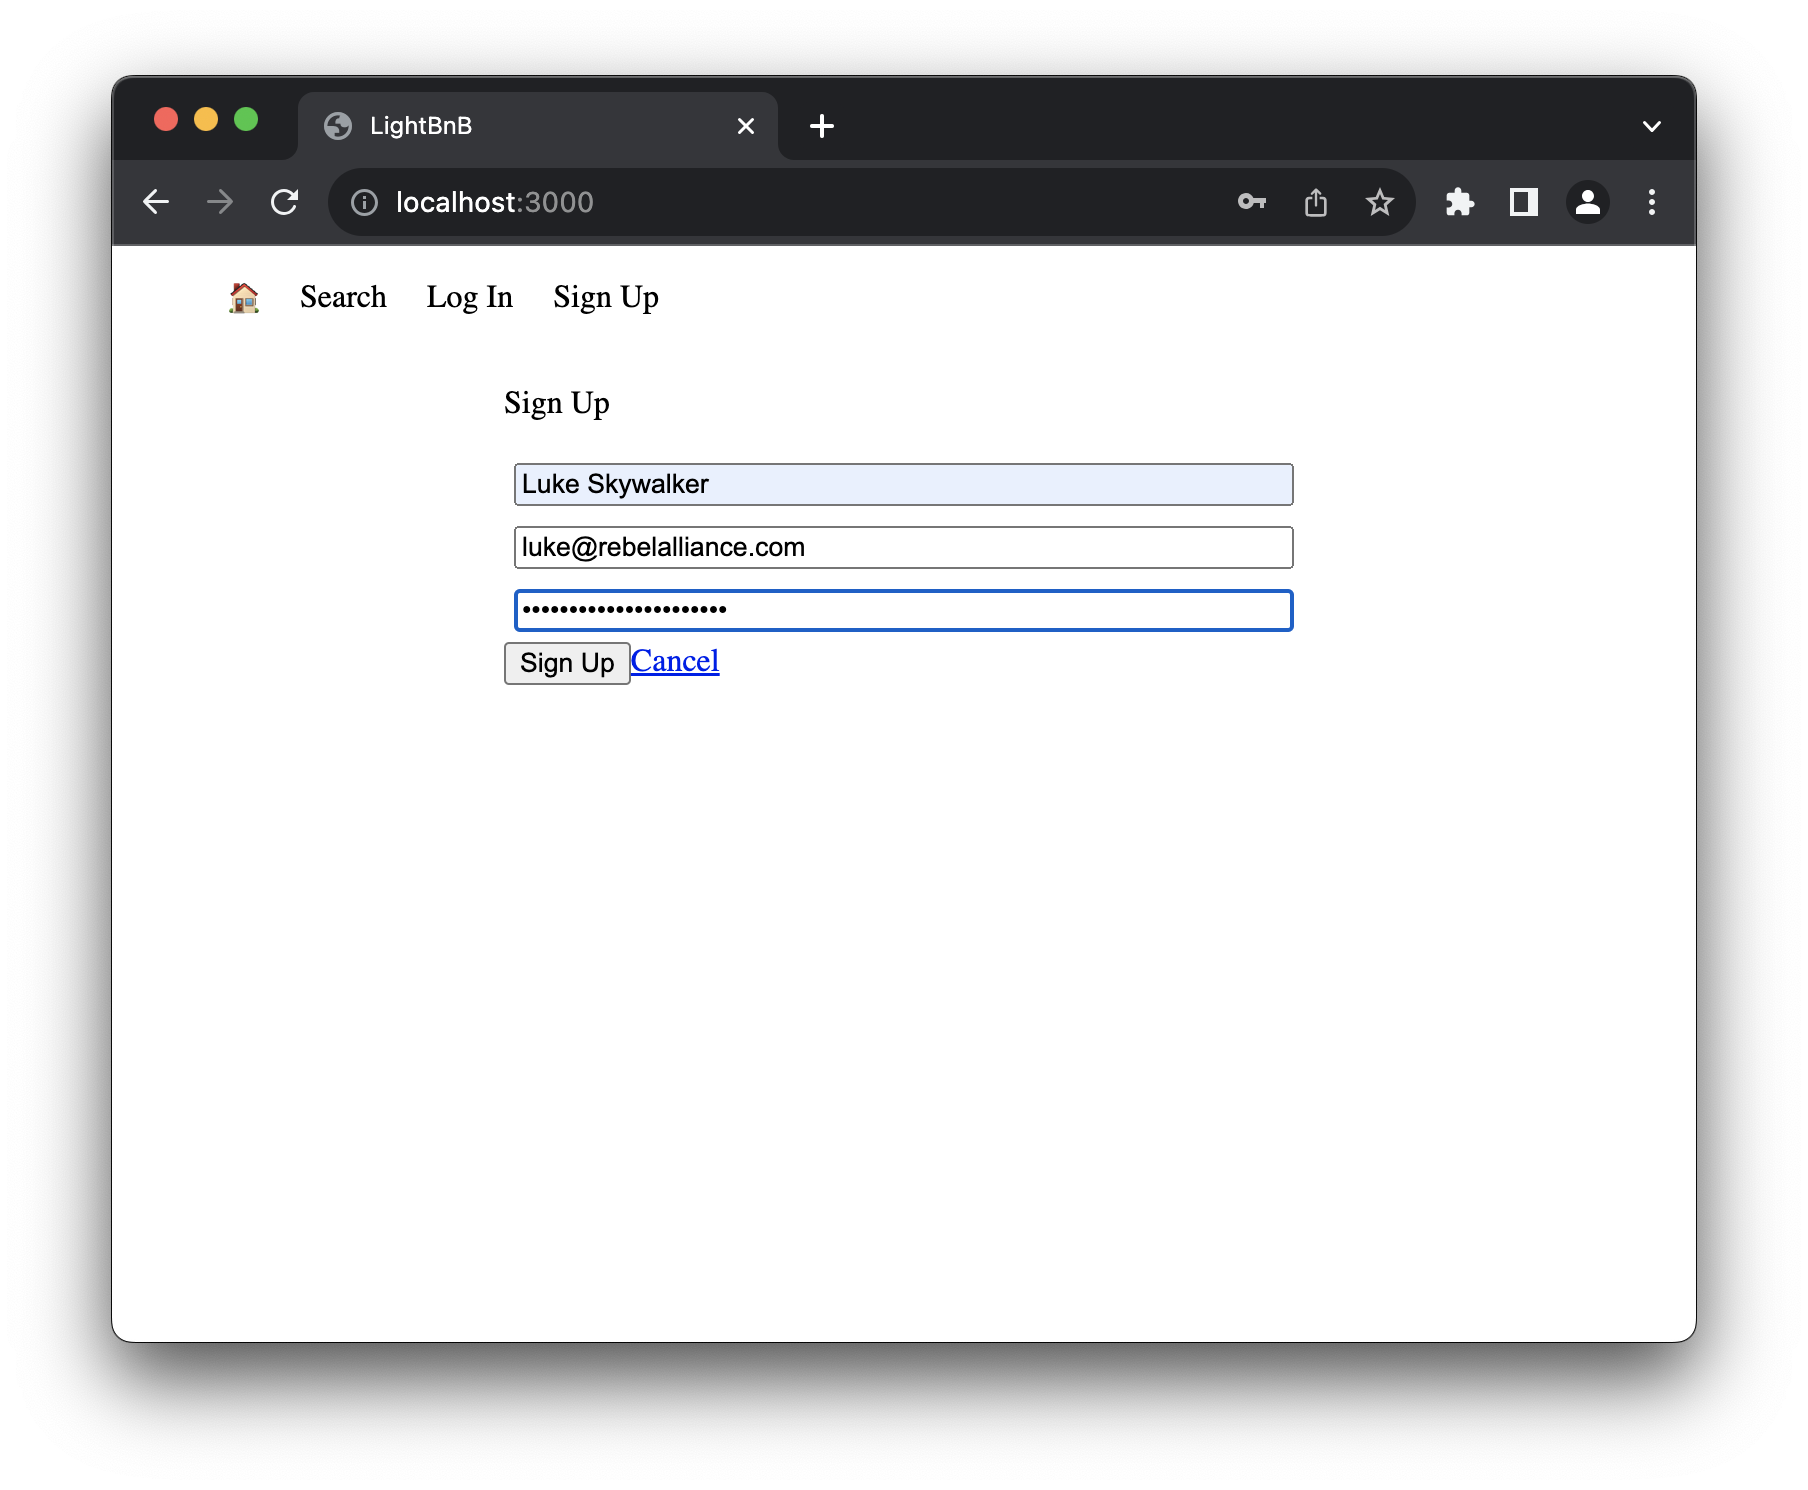 LightBnB
localhost:3000
Search Log In Sign Up
Sign Up
Luke Skywalker
luke@rebelalliance.com
••••••••••••••••••••••
Sign Up Cancel